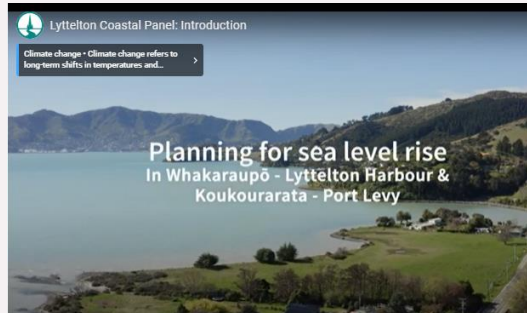 Lyttelton Coastal Panel: Introduction
Climate change • Climate change refers to
long-term shifts in temperatures and...
Planning for sea level rise
In Whakaraupō - Lyttelton Harbour &
Koukourarata - Port Levy